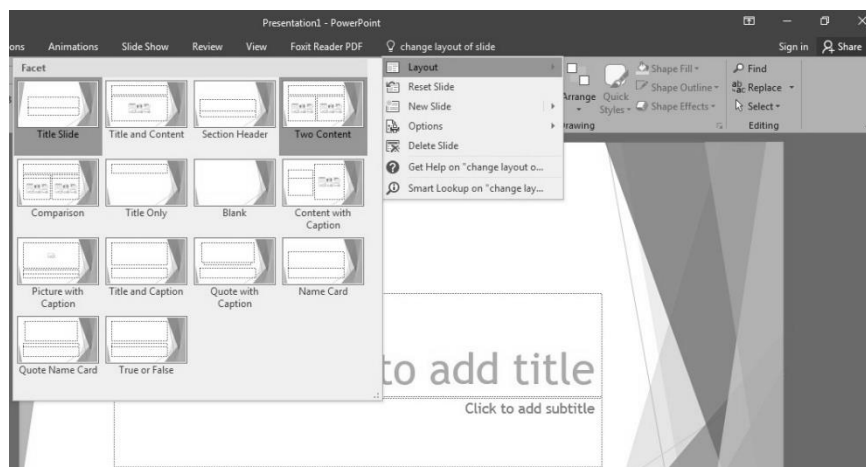 Presentation1 - PowerPoint
ons Animations Slide Show Review View Foxit Reader PDF change layout of slide Sign in Share
Facet
Title Slide Title and Content Section Header Two Content
Comparison Title Only Blank Content with
Caption
Picture with Title and Caption Quote with Name Card
Caption Caption
Quote Name Card True or False
Layout
Reset Slide
New Slide
Options
Delete Slide
Get Help on "change layout o...
Smart Lookup on "change lay...
Arrange Quick
Styles
Shape Fill
Shape Outline
Shape Effects
rawing
Find
Replace
Select
Editing
to add title
Click to add subtitle